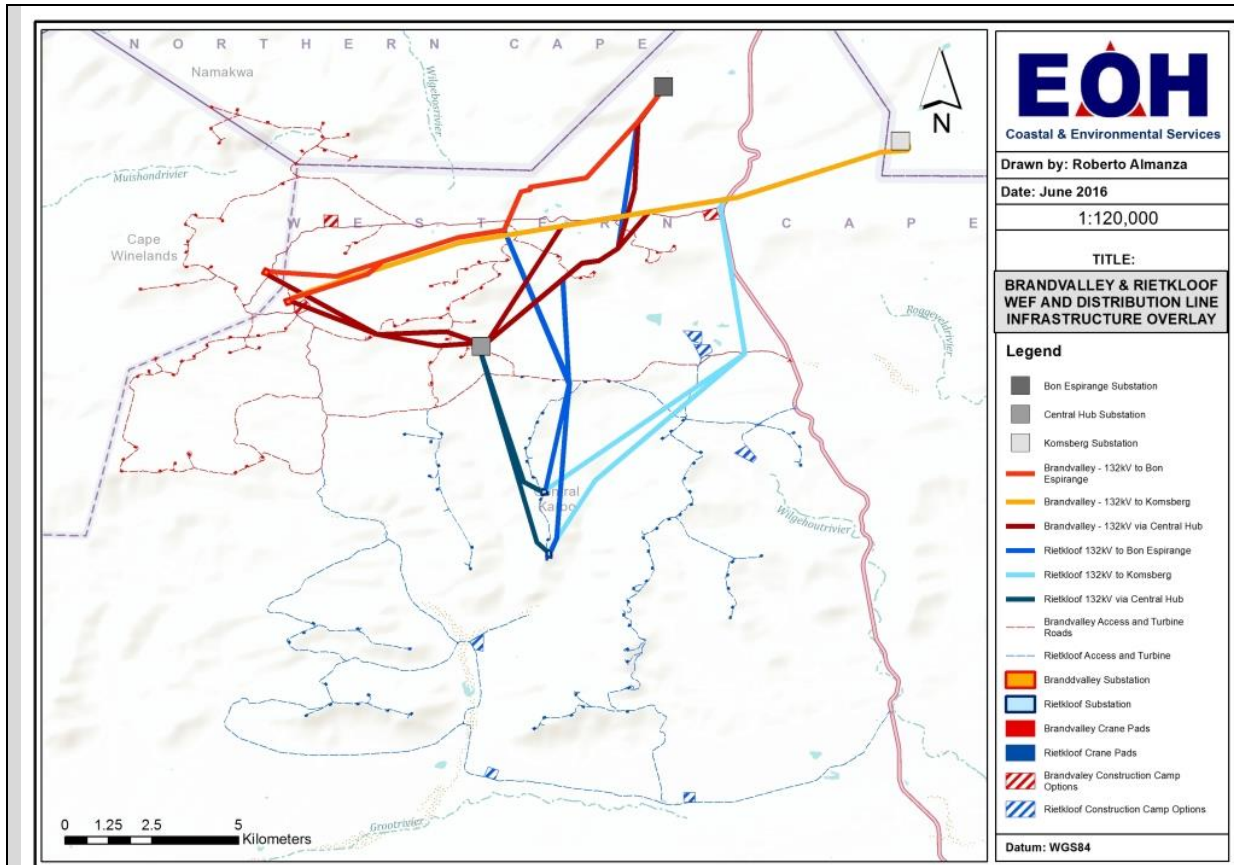 NORTHERN CAPE
Namakwa
Wilgebosrivier
Muishondrivier
N
WESTERN CAPE
Cape
Winelands
Roggeveldrivier
Central
Karoo
Wilgehoutrivier
Grootrivier
0 1.25 2.5 5
Kilometers
EOH
Coastal & Environmental Services
Drawn by: Roberto Almanza
Date: June 2016
1:120,000
TITLE:
BRANDVALLEY & RIETKLOOF
WEF AND DISTRIBUTION LINE
INFRASTRUCTURE OVERLAY
Legend
Bon Espirange Substation
Central Hub Substation
Komsberg Substation
Brandvalley - 132kV to Bon
Espirange
Brandvalley - 132kV to Komsberg
Brandvalley - 132kV via Central Hub
Rietkloof 132kV to Bon Espirange
Rietkloof 132kV to Komsberg
Rietkloof 132kV via Central Hub
Brandvalley Access and Turbine
Roads
Rietkloof Access and Turbine
Branddvalley Substation
Rietkloof Substation
Brandvalley Crane Pads
Rietkloof Crane Pads
Brandvaley Construction Camp
Options
Rietkloof Construction Camp Options
Datum: WGS84